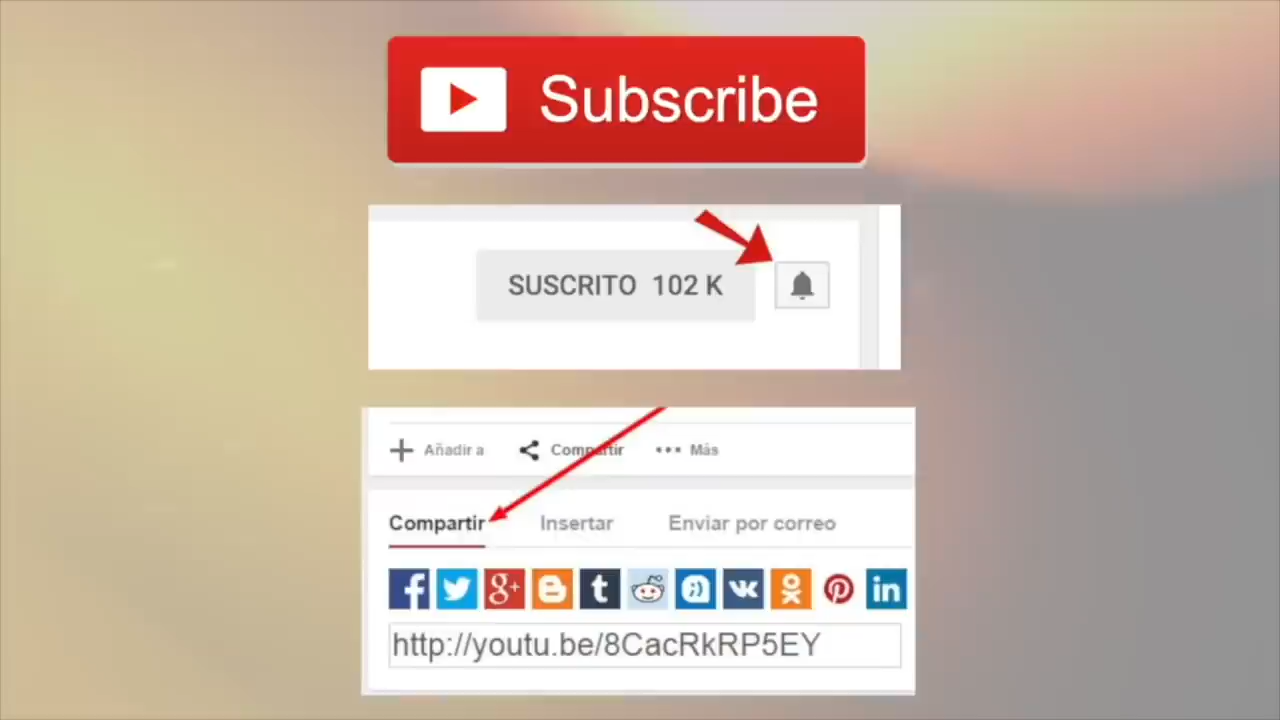 Subscribe
SUSCRITO 102 K
Añadir a Compartir Más
Compartir Insertar Enviar por correo
http://youtu.be/8CacRkRP5EY